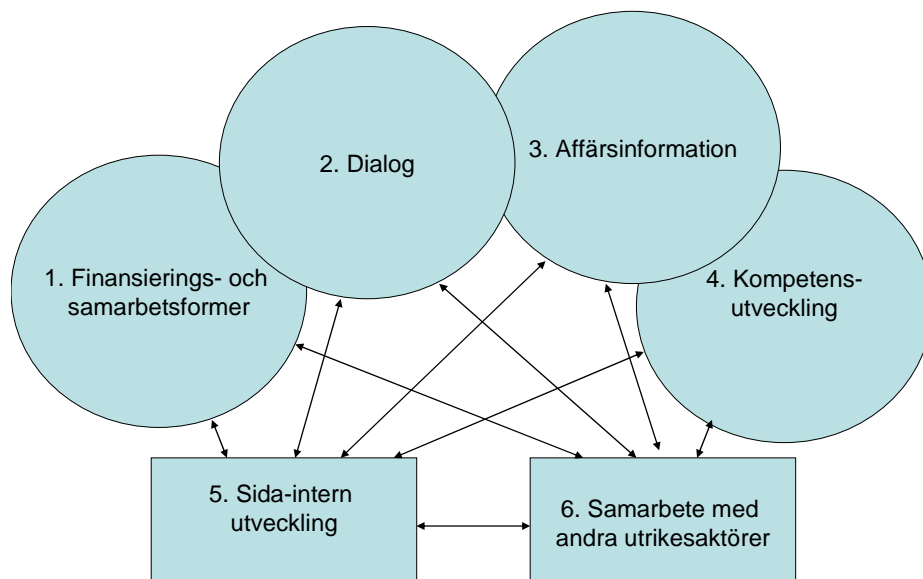 1. Finansierings- och
samarbetsformer
2. Dialog
3. Affärsinformation
4. Kompetens-
utveckling
5. Sida-intern
utveckling
6. Samarbete med
andra utrikesaktörer